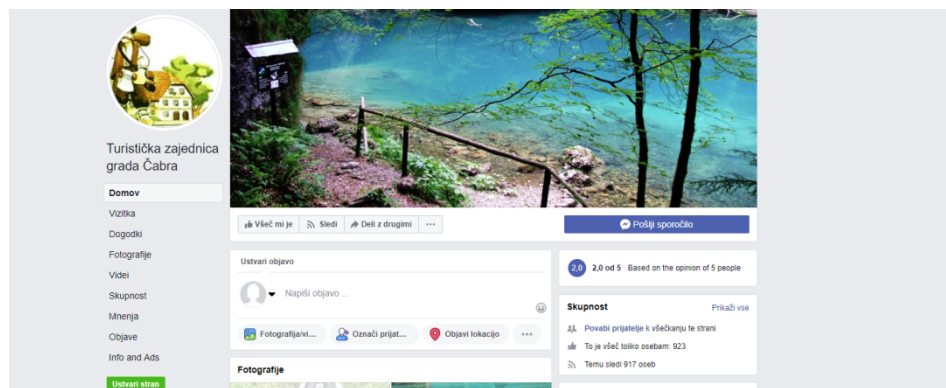 Turistička zajednica
grada Čabra
Domov
Vizitka
Dogodki
Fotografije
Videi
Skupnost
Mnenja
Objave
Info and Ads
Ustvari stran
Všeč mi je
Sledi
Deli z drugimi
Pošlji sporočilo
Ustvari objavo
Napiši objavo ...
Fotografija/vi...
Označi prijat...
Objavi lokacijo
Fotografije
2,0
2,0 od 5 · Based on the opinion of 5 people
Skupnost
Prikaži vse
Povabi prijatelje k všečkanju te strani
To je všeč toliko osebam: 923
Temu sledi 917 oseb